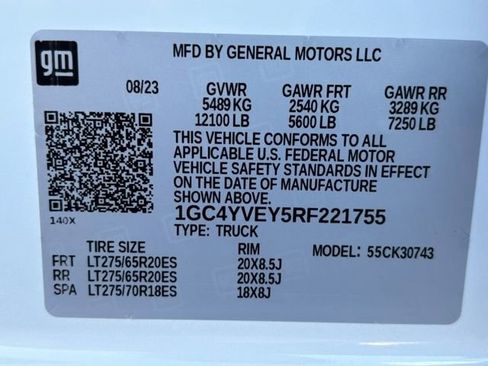 gm
MFD BY GENERAL MOTORS LLC
08/23 GVWR GAWR FRT GAWR RR
5489 KG 2540 KG 3289 KG
12100 LB 5600 LB 7250 LB
THIS VEHICLE CONFORMS TO ALL
APPLICABLE U.S. FEDERAL MOTOR
VEHICLE SAFETY STANDARDS IN EFFECT
ON THE DATE OF MANUFACTURE
SHOWN ABOVE.
140X 1GC4YVEY5RF221755
TYPE: TRUCK
TIRE SIZE RIM MODEL: 55CK30743
FRT LT275/65R20ES 20X8.5J
RR LT275/65R20ES 20X8.5J
SPA LT275/70R18ES 18X8J